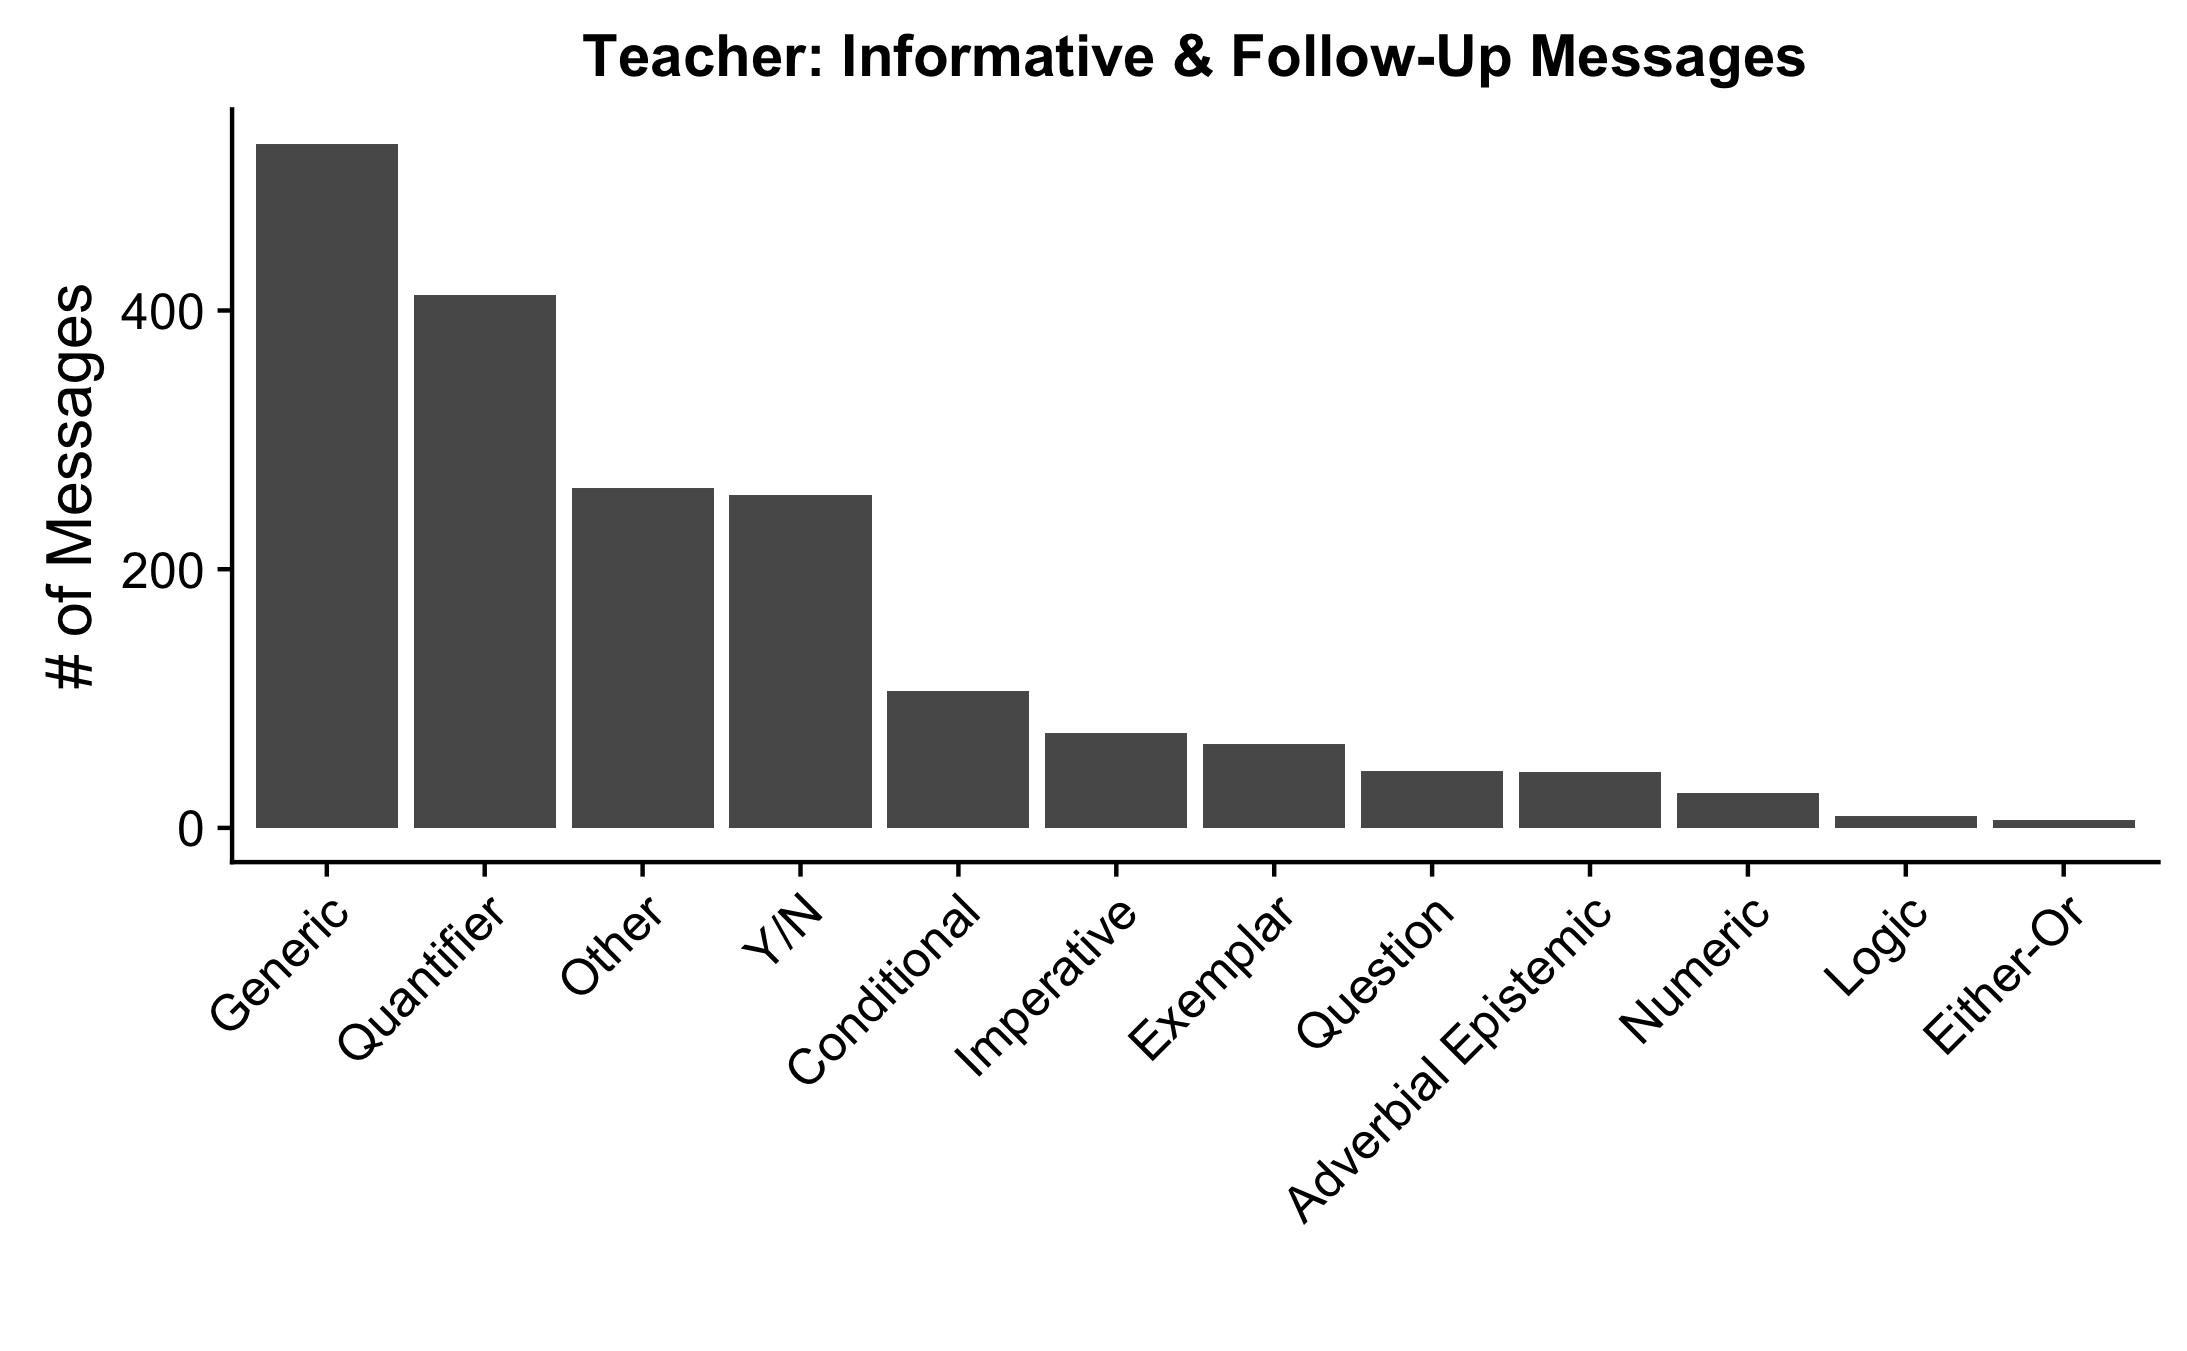 Teacher: Informative & Follow-Up Messages
# of Messages
400
200
0
Generic
Quantifier
Other
Y/N
Conditional
Imperative
Exemplar
Question
Adverbial Epistemic
Numeric
Logic
Either-Or